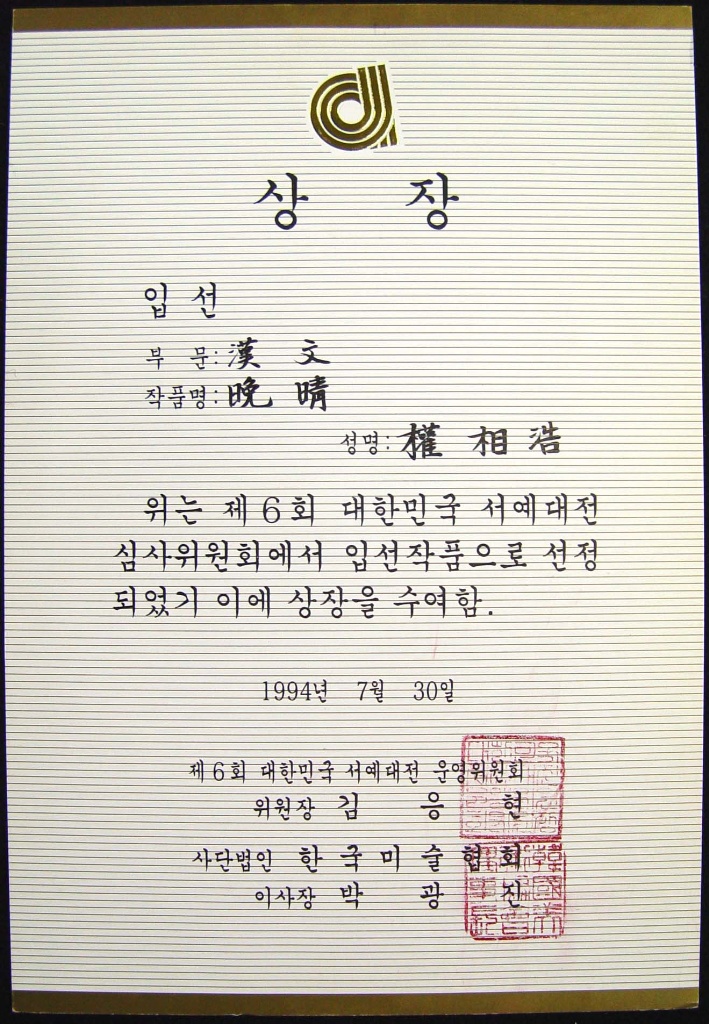 상 장
입 선
부 문: 漢 文
작품명: 晩 晴
성명: 權 相 浩
위는 제 6 회 대한민국 서예대전
심사위원회에서 입선작품으로 선정
되었기 이에 상장을 수여함.
1994년 7월 30일
제 6 회 대한민국 서예대전 운영위원회
위원장 김 응 현
사단법인 한 국 미 술 협 회
이사장 박 광 진